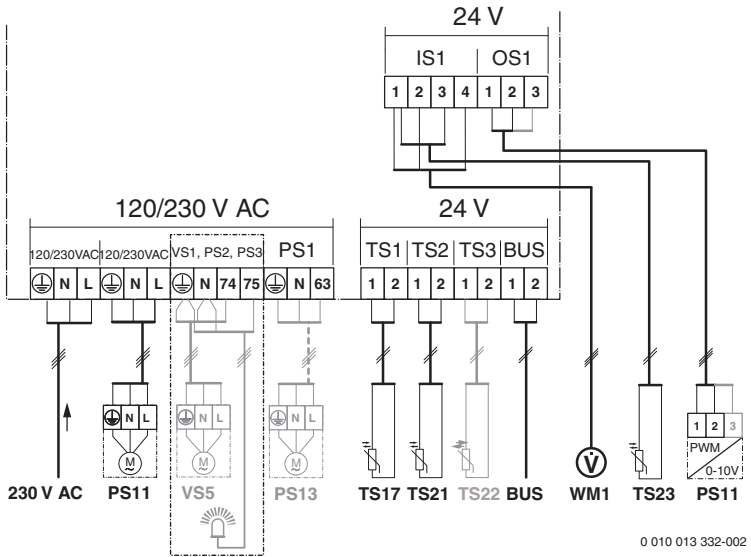 24 V
IS1 OS1
1 2 3 4 1 2 3
120/230 V AC 24 V
120/230VAC 120/230VAC VS1, PS2, PS3 PS1 TS1 TS2 TS3 BUS
N L N L N 74 75 N 63 1 2 1 2 1 2 1 2
N L N L N L 1 2 3
M ~ M ~ M ~ V̇ PWM
0-10V
230 V AC PS11 VS5 PS13 TS17 TS21 TS22 BUS WM1 TS23 PS11
0 010 013 332-002